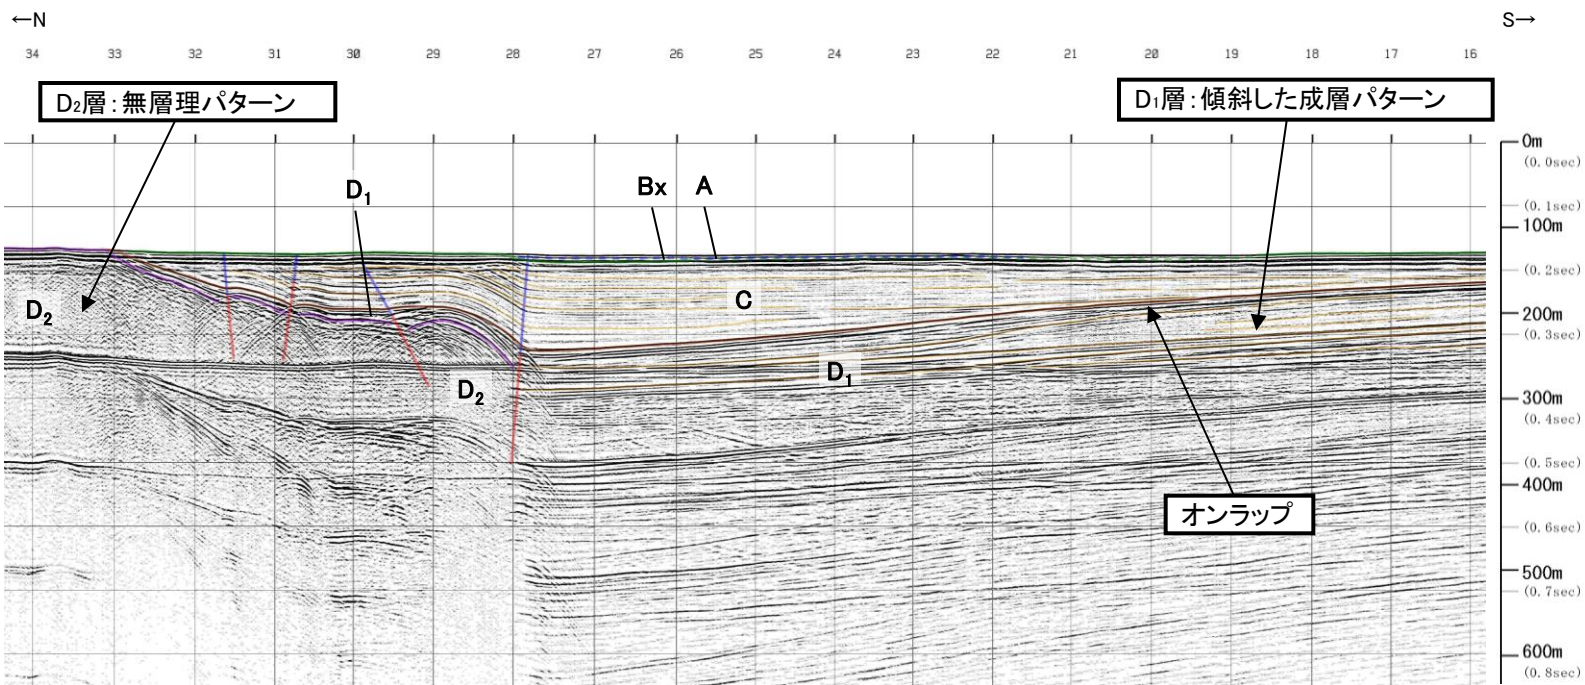 ←N
S→
34 33 32 31 30 29 28 27 26 25 24 23 22 21 20 19 18 17 16
D₂層:無層理パターン
D₁層:傾斜した成層パターン
0m
(0.0sec)
D₁
Bx
A
(0.1sec)
100m
(0.2sec)
C
D₂
200m
(0.3sec)
D₁
D₂
300m
(0.4sec)
(0.5sec)
400m
オンラップ
(0.6sec)
500m
(0.7sec)
600m
(0.8sec)